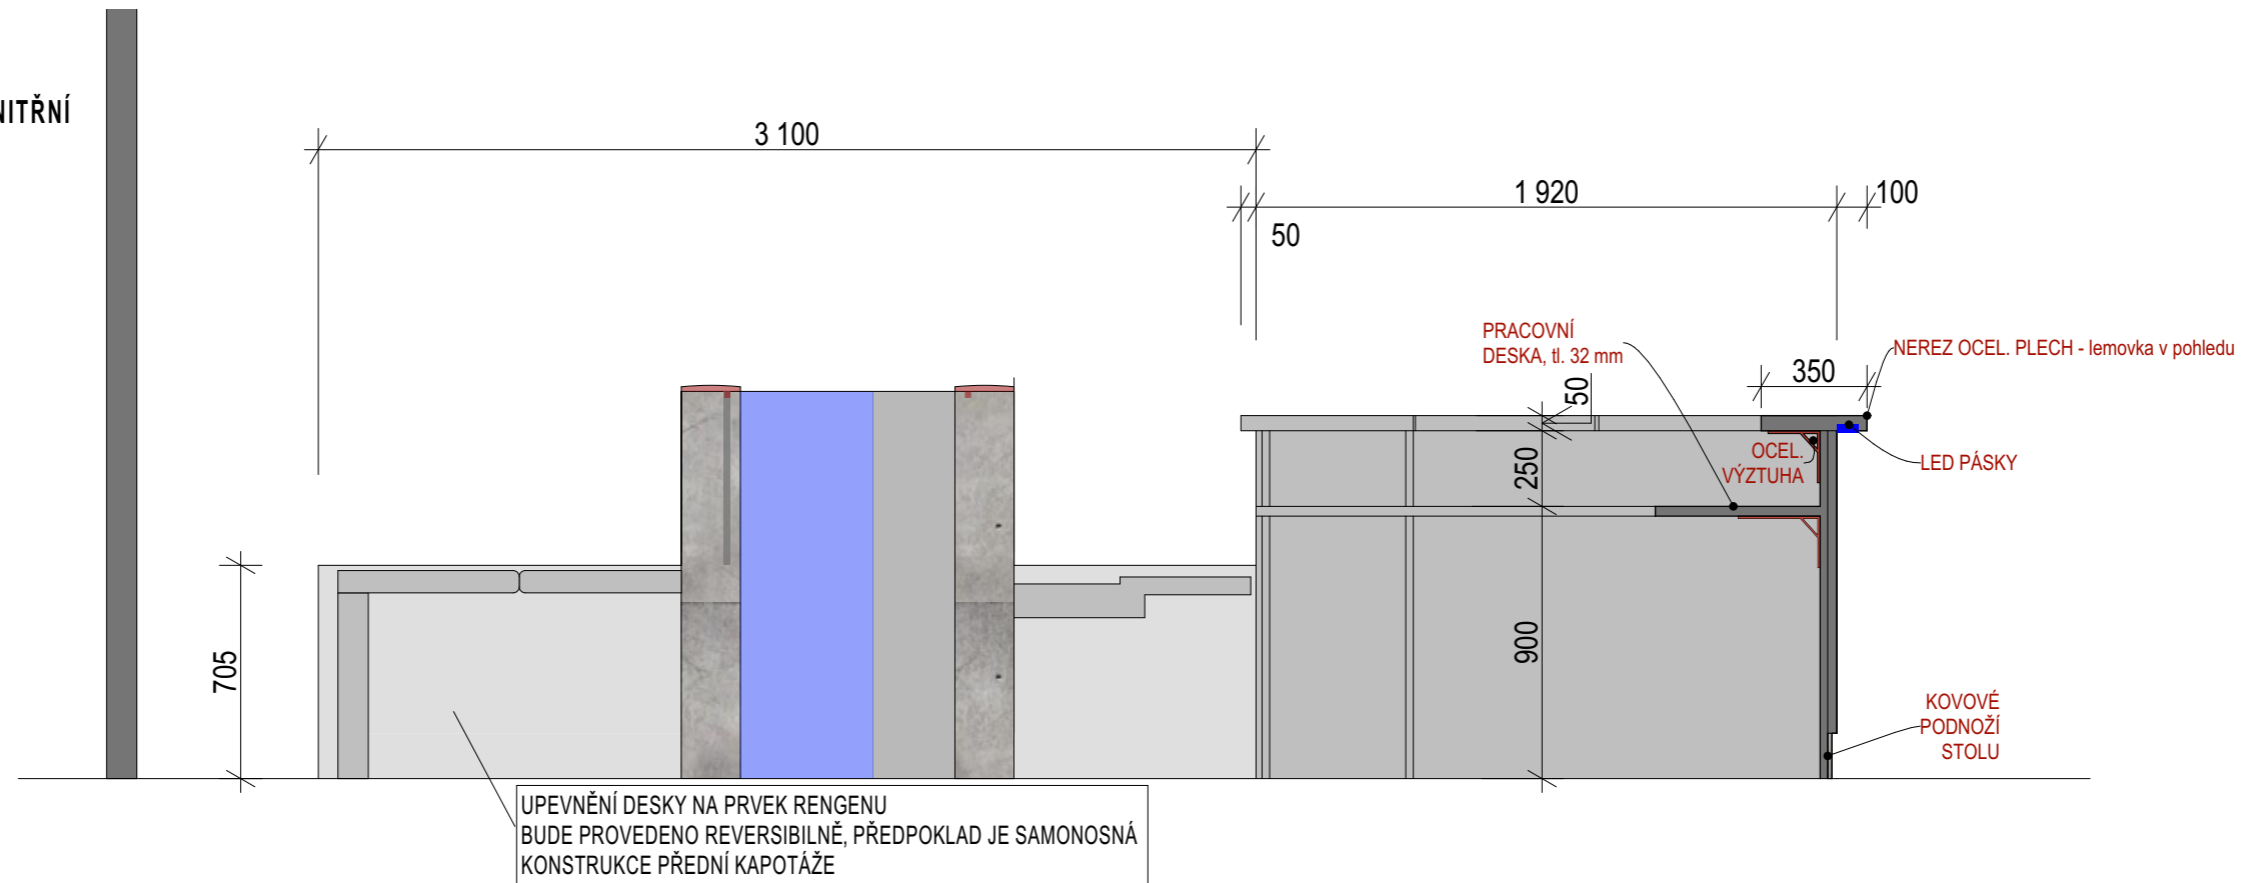 NITŘNÍ
3 100
1 920
100
50
PRACOVNÍ
DESKA, tl. 32 mm
NEREZ OCEL. PLECH - lemovka v pohledu
350
50
OCEL.
VÝZTUHA
LED PÁSKY
250
900
705
KOVOVÉ
PODNOŽÍ
STOLU
UPEVNĚNÍ DESKY NA PRVEK RENGENU
BUDE PROVEDENO REVERSIBILNĚ, PŘEDPOKLAD JE SAMONOSNÁ
KONSTRUKCE PŘEDNÍ KAPOTÁŽE